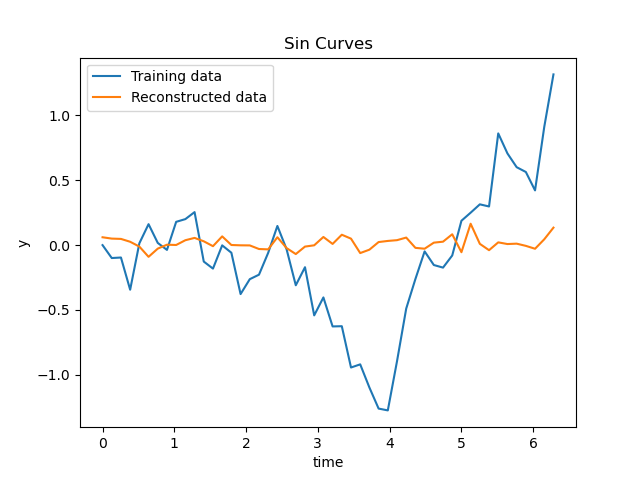 Sin Curves
Training data
Reconstructed data
1.0
0.5
0.0
−0.5
−1.0
y
0 1 2 3 4 5 6
time